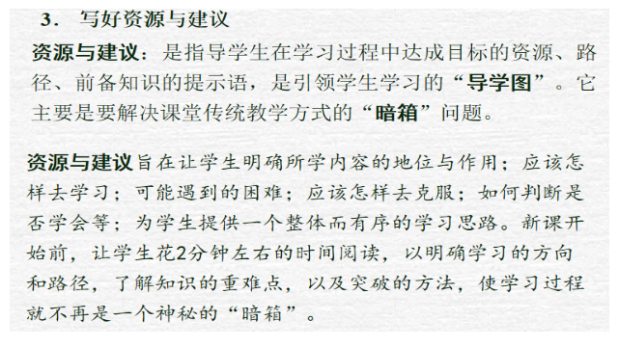 3． 写好资源与建议
资源与建议：是指导学生在学习过程中达成目标的资源、路
径、前备知识的提示语，是引领学生学习的“导学图”。它
主要是要解决课堂传统教学方式的“暗箱”问题。
资源与建议旨在让学生明确所学内容的地位与作用；应该怎
样去学习；可能遇到的困难；应该怎样去克服；如何判断是
否学会等；为学生提供一个整体而有序的学习思路。新课开
始前，让学生花2分钟左右的时间阅读，以明确学习的方向
和路径，了解知识的重难点，以及突破的方法，使学习过程
就不再是一个神秘的“暗箱”。